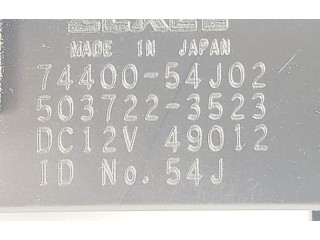 MADE IN JAPAN
74400-54J02
503722-3523
DC12V 49012
ID No. 54J